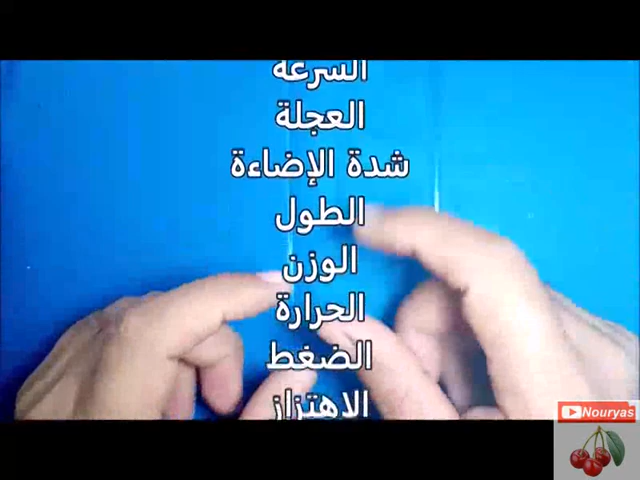 السرعة
العجلة
شدة الإضاءة
الطول
الوزن
الحرارة
الضغط
الاهتزاز
Nouryas